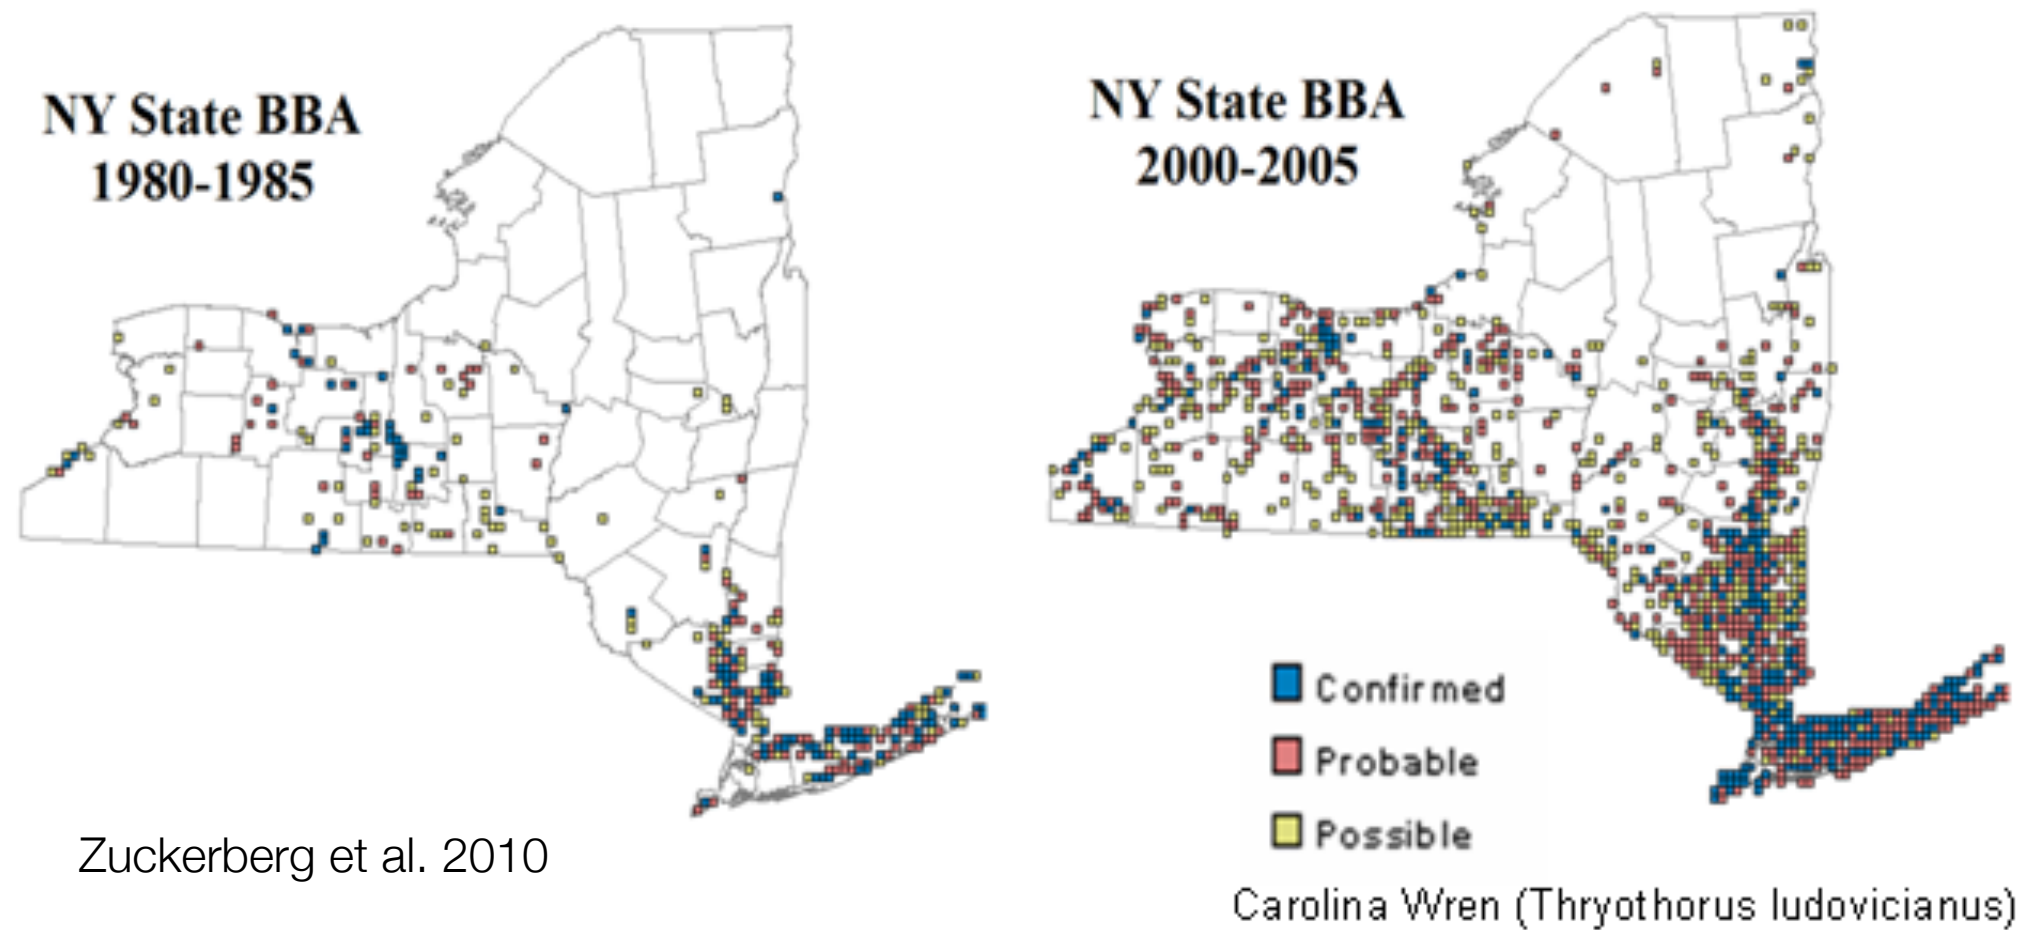 NY State BBA
1980-1985
NY State BBA
2000-2005
Confirmed
Probable
Possible
Zuckerberg et al. 2010
Carolina Wren (Thryothorus ludovicianus)